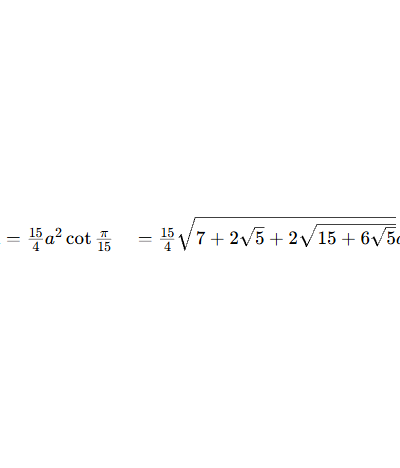 = 15/4 a² cot π/15 = 15/4 √(7 + 2√5 + 2√(15 + 6√5))